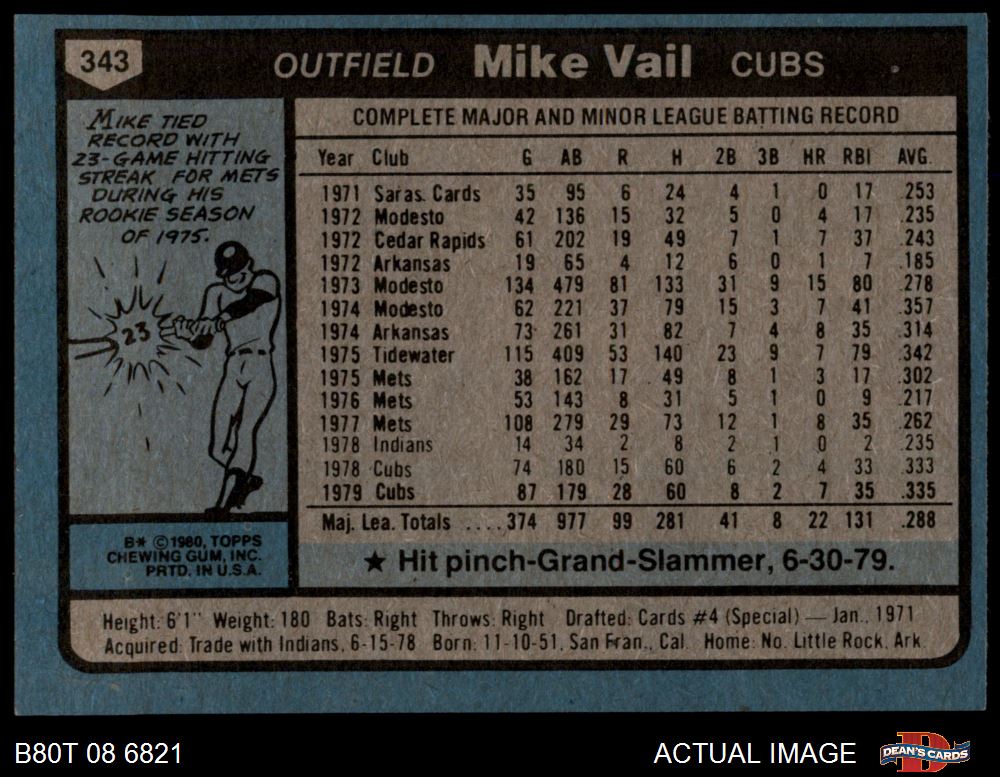 343
OUTFIELD Mike Vail CUBS
MIKE TIED
RECORD WITH
23-GAME HITTING
STREAK FOR METS
DURING HIS
ROOKIE SEASON
OF 1975.
23
B* ©1980, TOPPS
CHEWING GUM, INC.
PRTD. IN U.S.A.
COMPLETE MAJOR AND MINOR LEAGUE BATTING RECORD
Year Club G AB R H 2B 3B HR RBI AVG.
1971 Saras. Cards 35 95 6 24 4 1 0 17 .253
1972 Modesto 42 136 15 32 5 0 4 17 .235
1972 Cedar Rapids 61 202 19 49 7 1 7 37 .243
1972 Arkansas 19 65 4 12 6 0 1 7 .185
1973 Modesto 134 479 81 133 31 9 15 80 .278
1974 Modesto 62 221 37 79 15 3 7 41 .357
1974 Arkansas 73 261 31 82 7 4 8 35 .314
1975 Tidewater 115 409 53 140 23 9 7 79 .342
1975 Mets 38 162 17 49 8 1 3 17 .302
1976 Mets 53 143 8 31 5 1 0 9 .217
1977 Mets 108 279 29 73 12 1 8 35 .262
1978 Indians 14 34 2 8 2 1 0 2 .235
1978 Cubs 74 180 15 60 6 2 4 33 .333
1979 Cubs 87 179 28 60 8 2 7 35 .335
Maj. Lea. Totals ....374 977 99 281 41 8 22 131 .288
★ Hit pinch-Grand-Slammer, 6-30-79.
Height: 6'1" Weight: 180 Bats: Right Throws: Right Drafted: Cards #4 (Special) — Jan., 1971
Acquired: Trade with Indians, 6-15-78 Born: 11-10-51, San Fran., Cal. Home: No. Little Rock, Ark.
B80T 08 6821 ACTUAL IMAGE DEAN'S CARDS